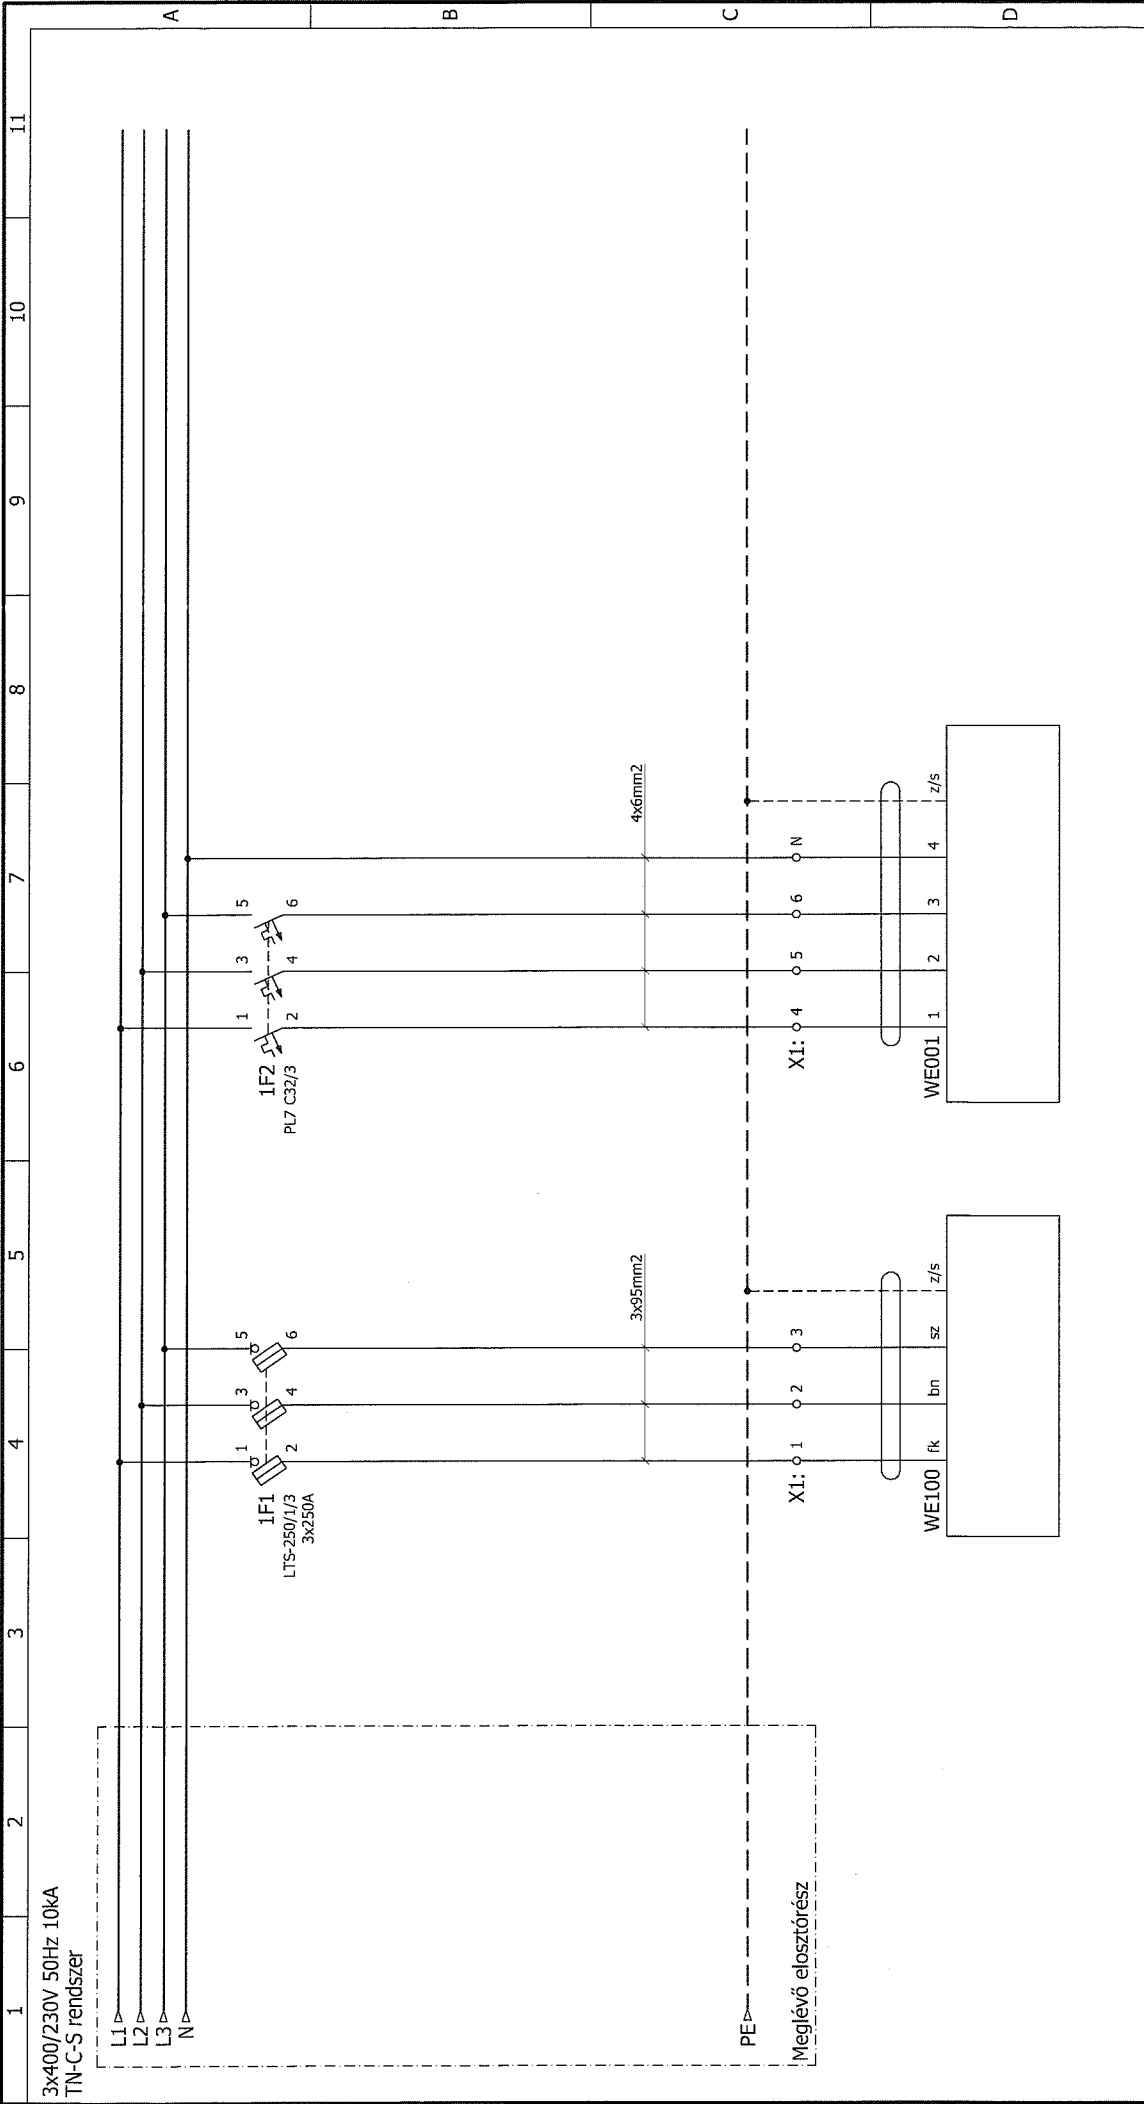 1 2 3 4 5 6 7 8 9 10 11
3x400/230V 50Hz 10kA
TN-C-S rendszer
A
L1
L2
L3
N
1 3 5
1F1
2 4 6
LTS-250/1/3
3x250A
1 3 5
1F2
2 4 6
PL7 C32/3
B
3x95mm2
4x6mm2
C
PE
Meglévő elosztórész
X1: 1 2 3
X1: 4 5 6 N
WE100 fk bn sz z/s
WE001 1 2 3 4 z/s
D